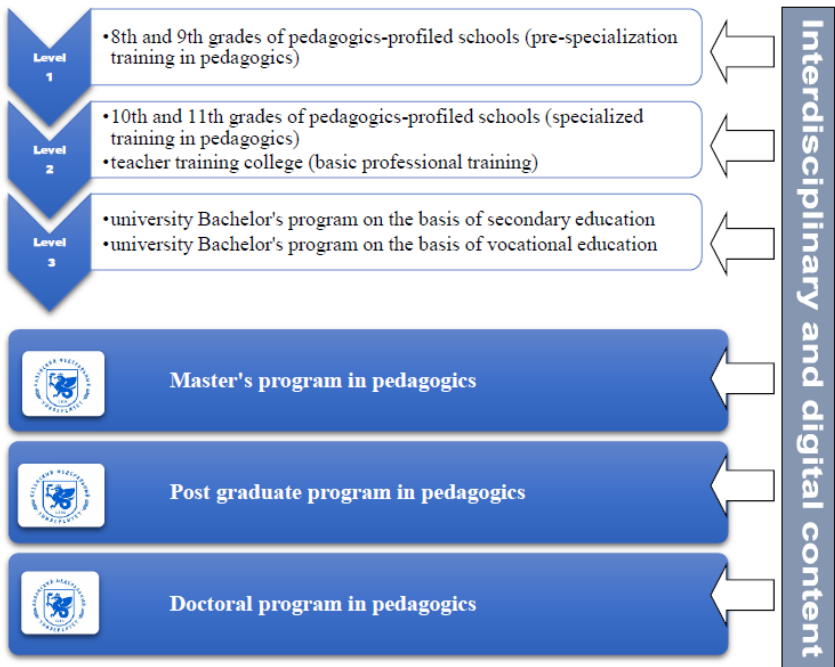 Level
1
•8th and 9th grades of pedagogics-profiled schools (pre-specialization
training in pedagogics)
Level
2
•10th and 11th grades of pedagogics-profiled schools (specialized
training in pedagogics)
•teacher training college (basic professional training)
Level
3
•university Bachelor's program on the basis of secondary education
•university Bachelor's program on the basis of vocational education
Master's program in pedagogics
Post graduate program in pedagogics
Doctoral program in pedagogics
Interdisciplinary and digital content